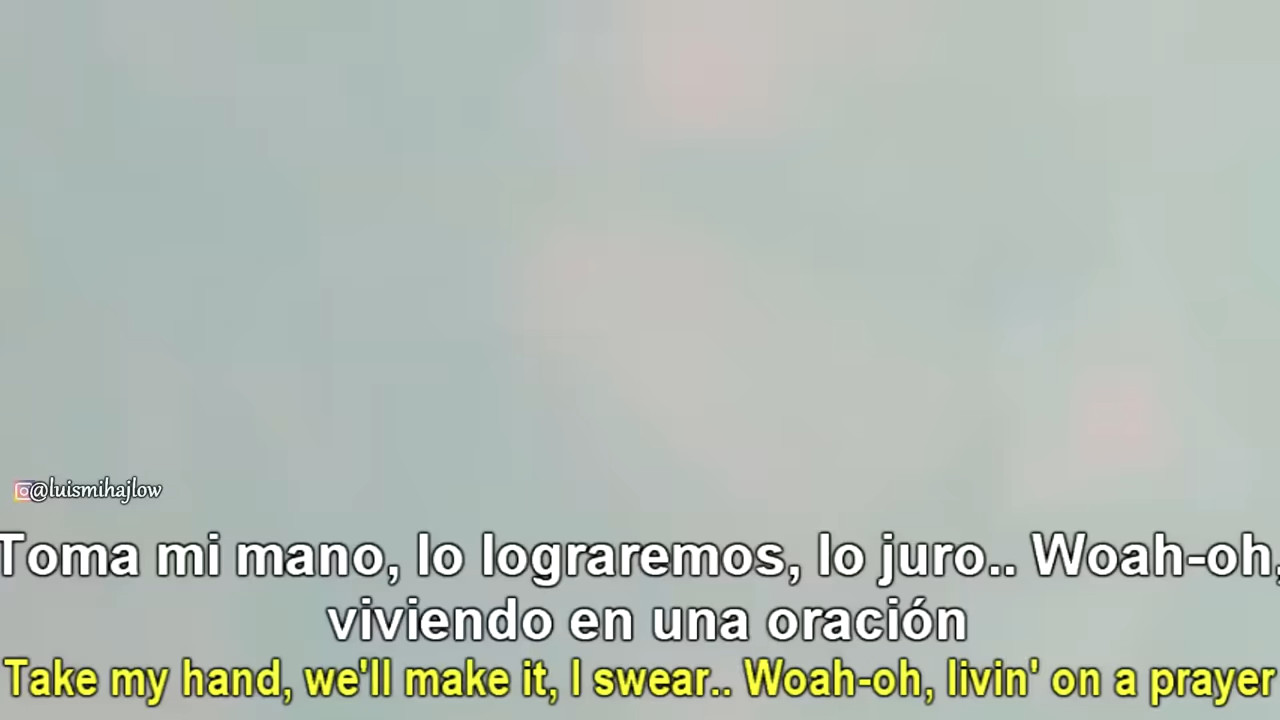 @luismihajlow
Toma mi mano, lo lograremos, lo juro.. Woah-oh,
viviendo en una oración
Take my hand, we'll make it, I swear.. Woah-oh, livin' on a prayer